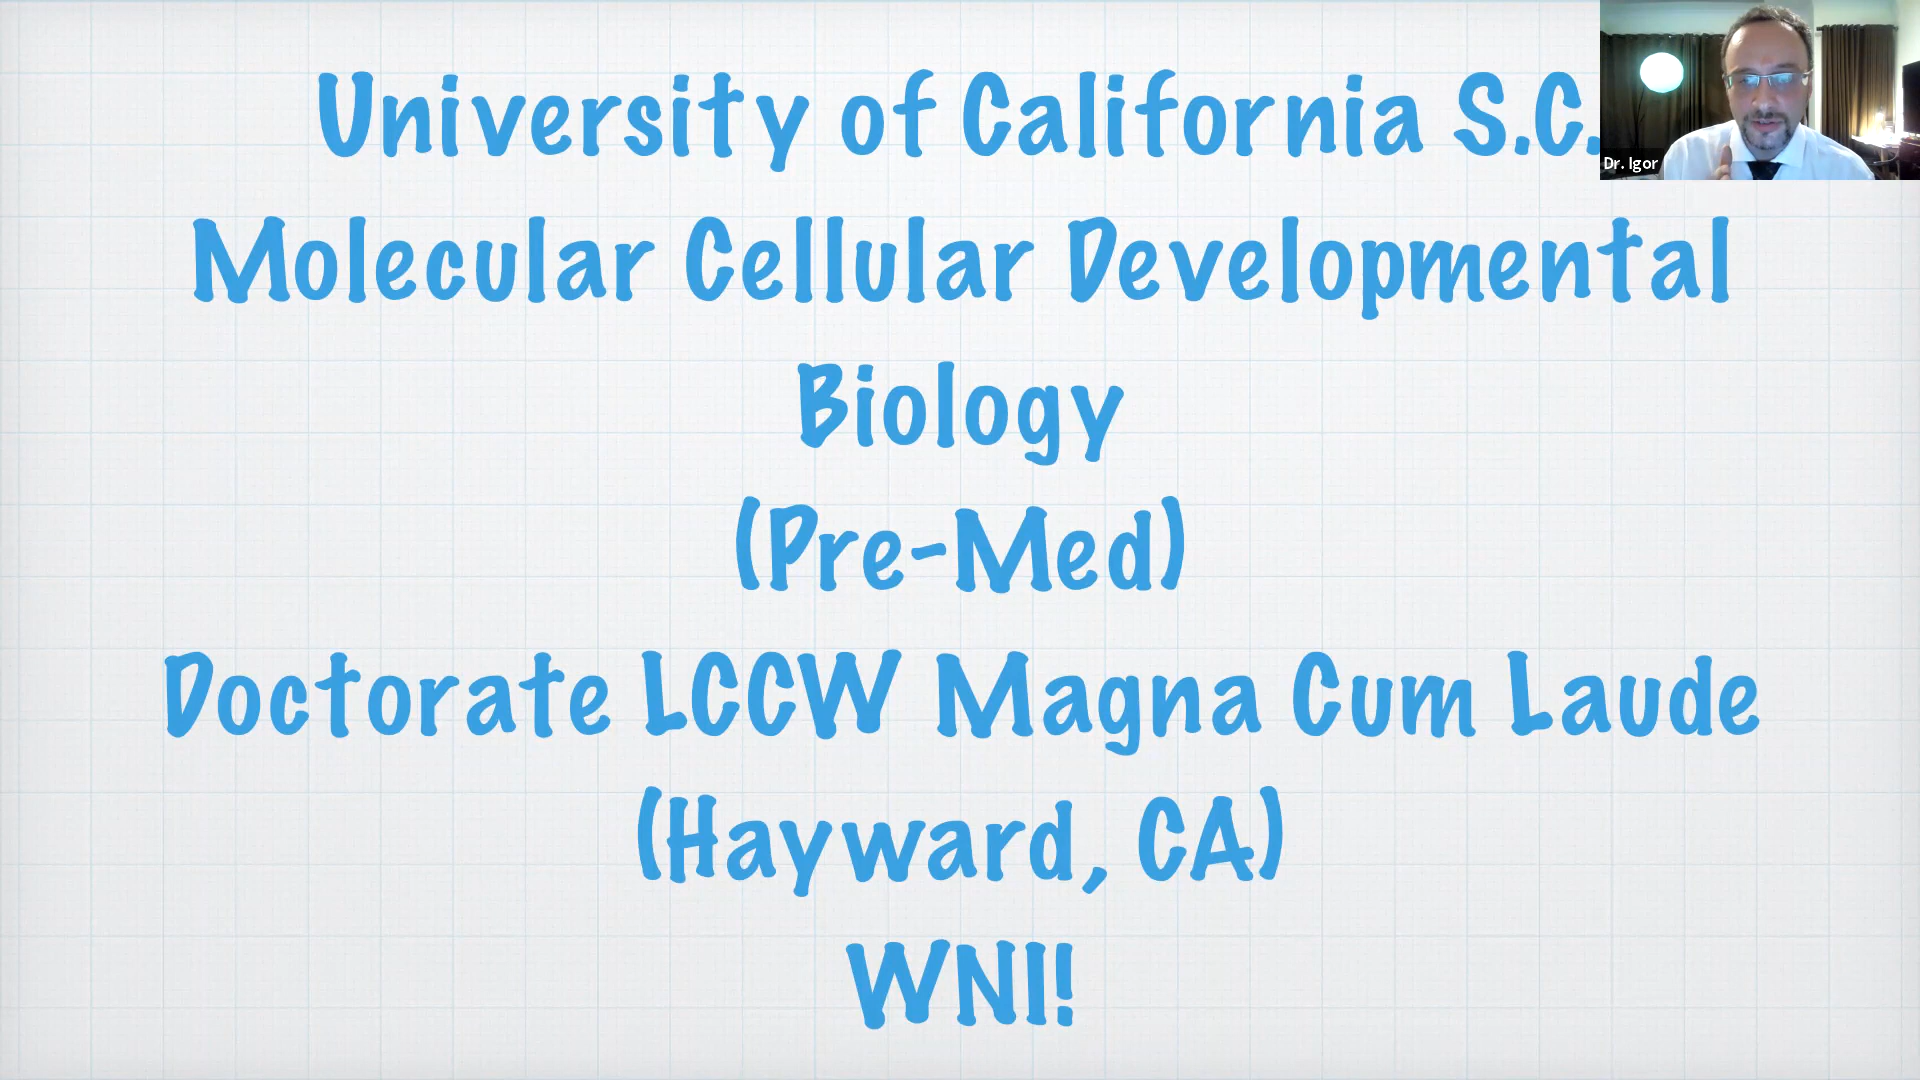 University of California S.C.
Dr. Igor
Molecular Cellular Developmental
Biology
(Pre-Med)
Doctorate LCCW Magna Cum Laude
(Hayward, CA)
WNI!